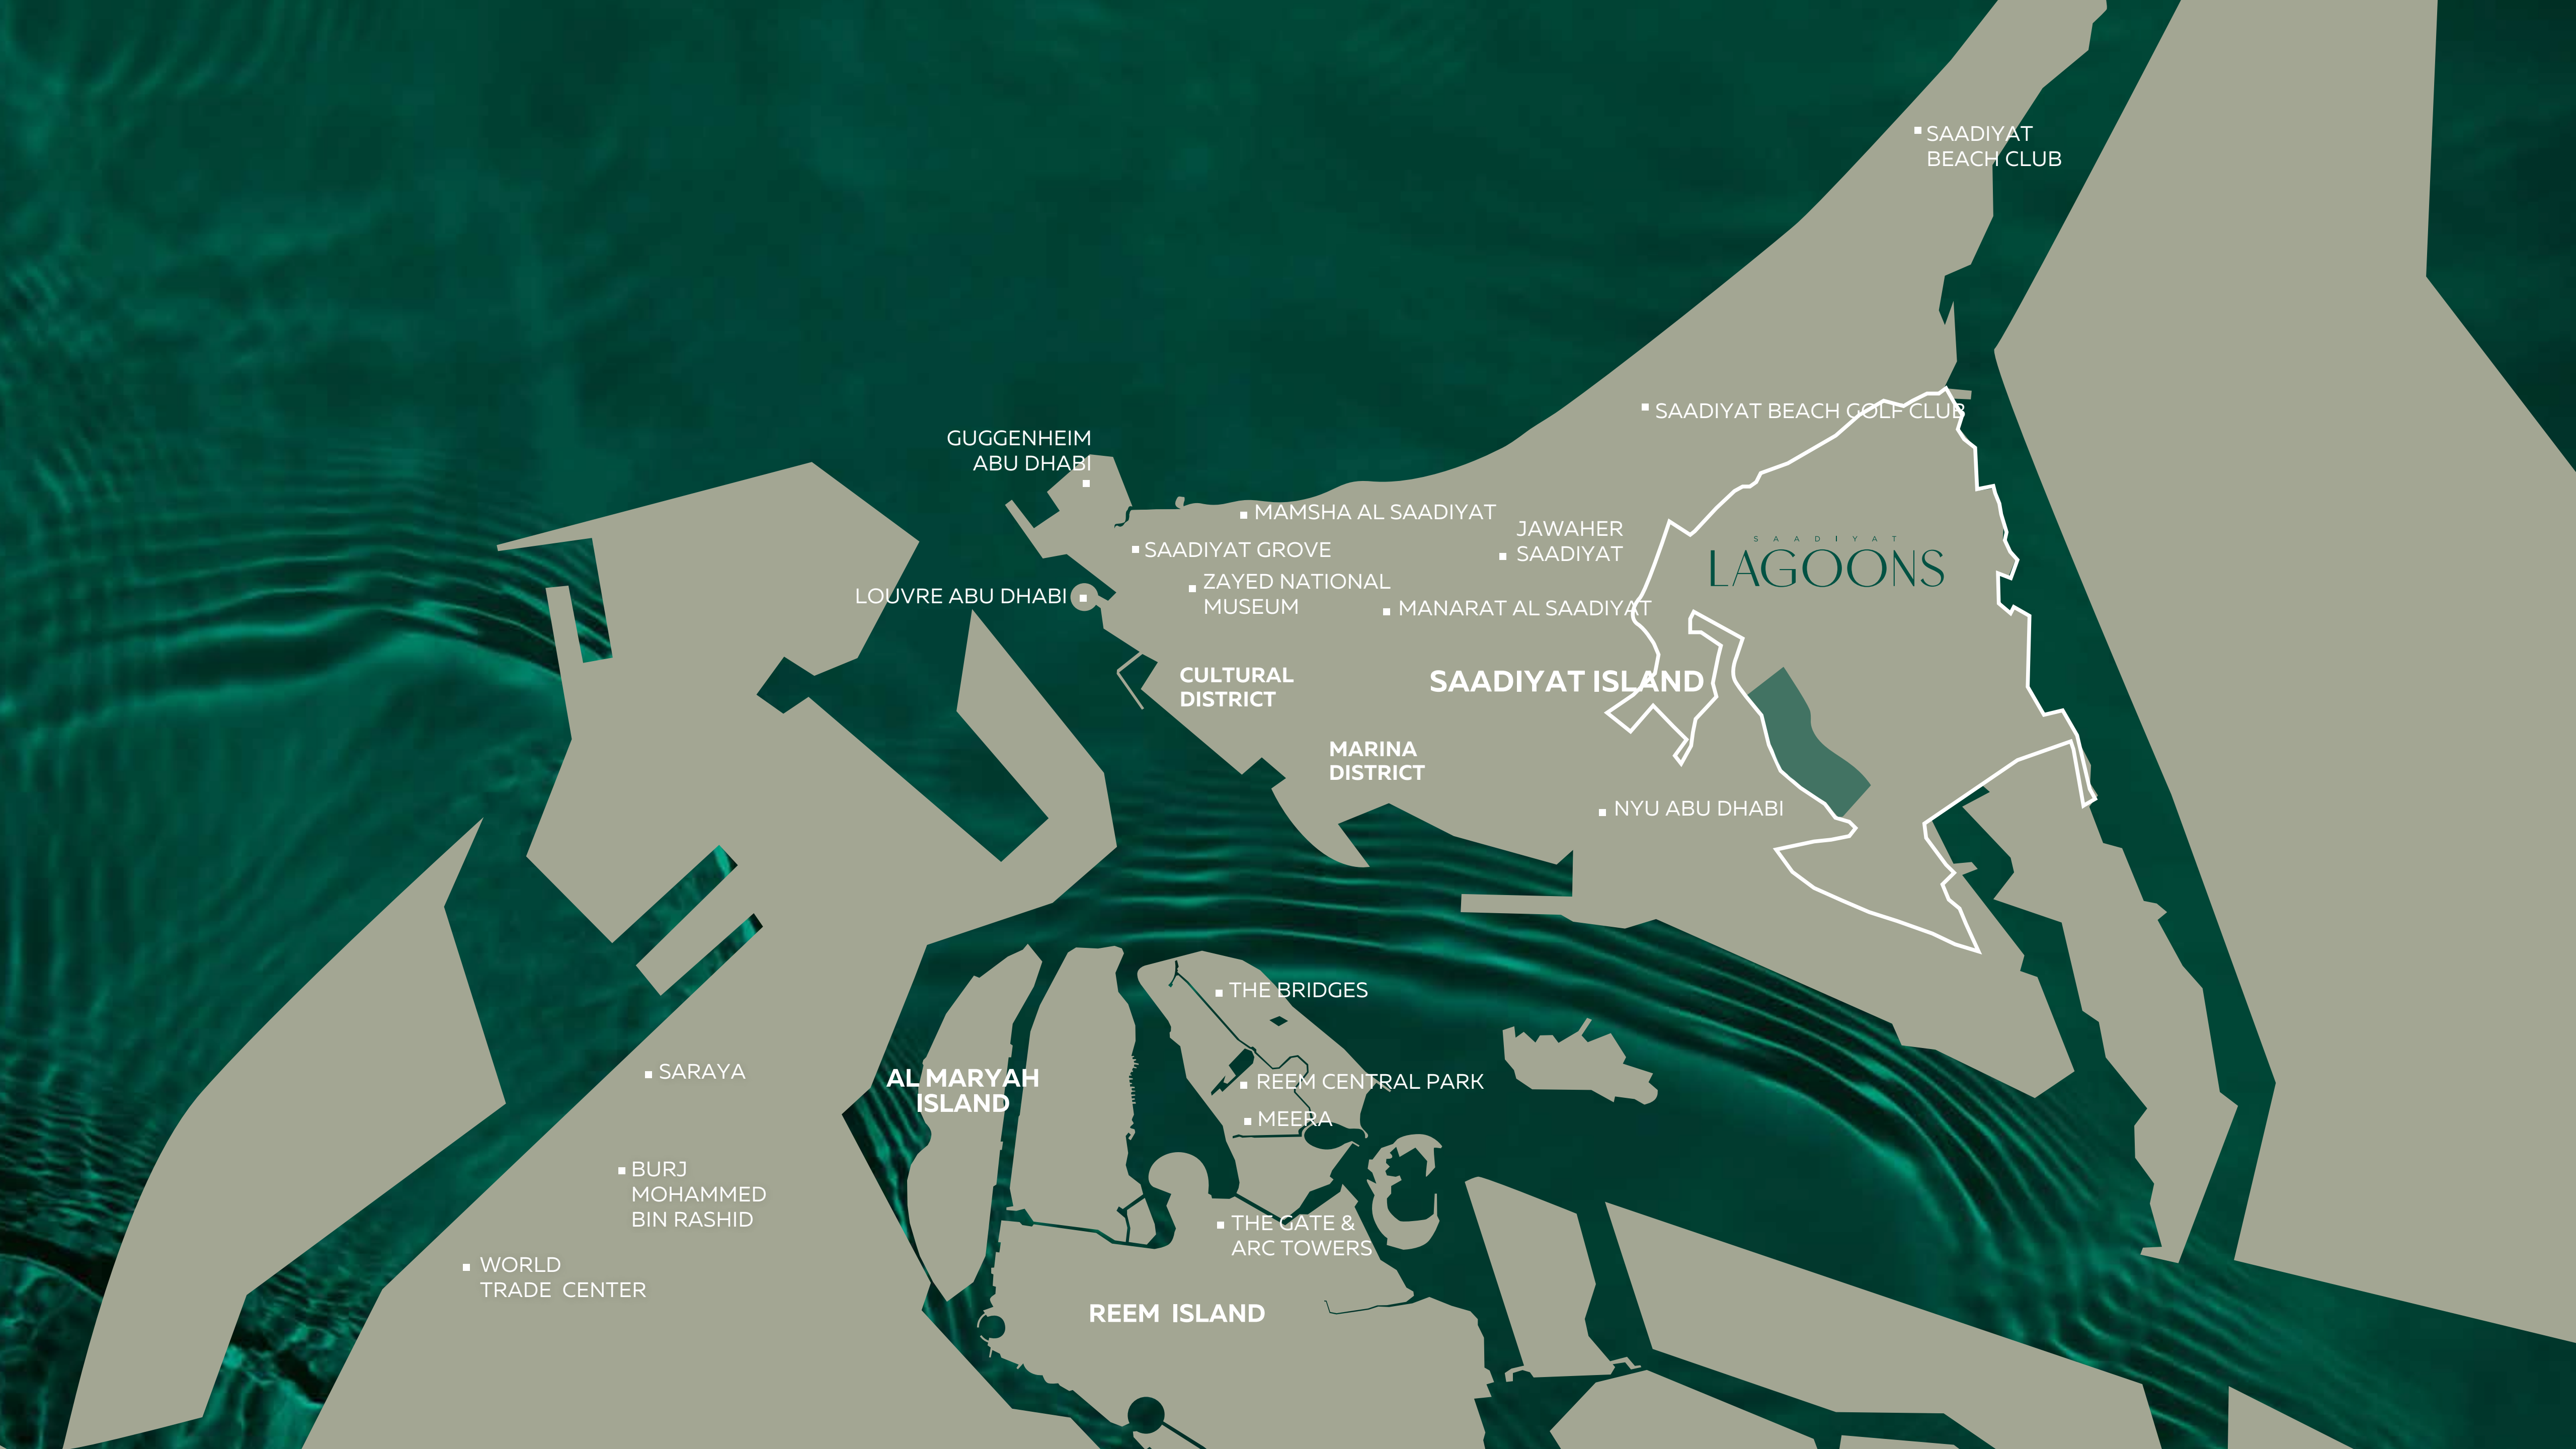 SAADIYAT
BEACH CLUB
SAADIYAT BEACH GOLF CLUB
GUGGENHEIM
ABU DHABI
MAMSHA AL SAADIYAT
JAWAHER
SAADIYAT
SAADIYAT
LAGOONS
SAADIYAT GROVE
ZAYED NATIONAL
MUSEUM
LOUVRE ABU DHABI
MANARAT AL SAADIYAT
CULTURAL
DISTRICT
SAADIYAT ISLAND
MARINA
DISTRICT
NYU ABU DHABI
THE BRIDGES
SARAYA
AL MARYAH
ISLAND
REEM CENTRAL PARK
MEERA
BURJ
MOHAMMED
BIN RASHID
THE GATE &
ARC TOWERS
WORLD
TRADE CENTER
REEM ISLAND